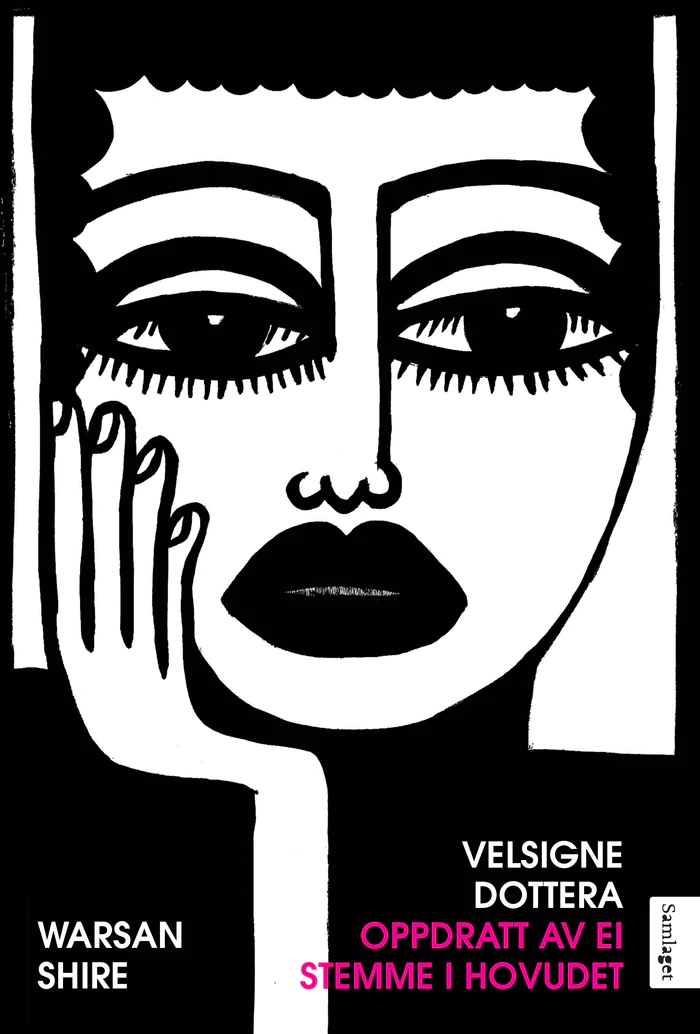 WARSAN
SHIRE
VELSIGNE
DOTTERA
OPPDRATT AV EI
STEMME I HOVUDET
Samlaget